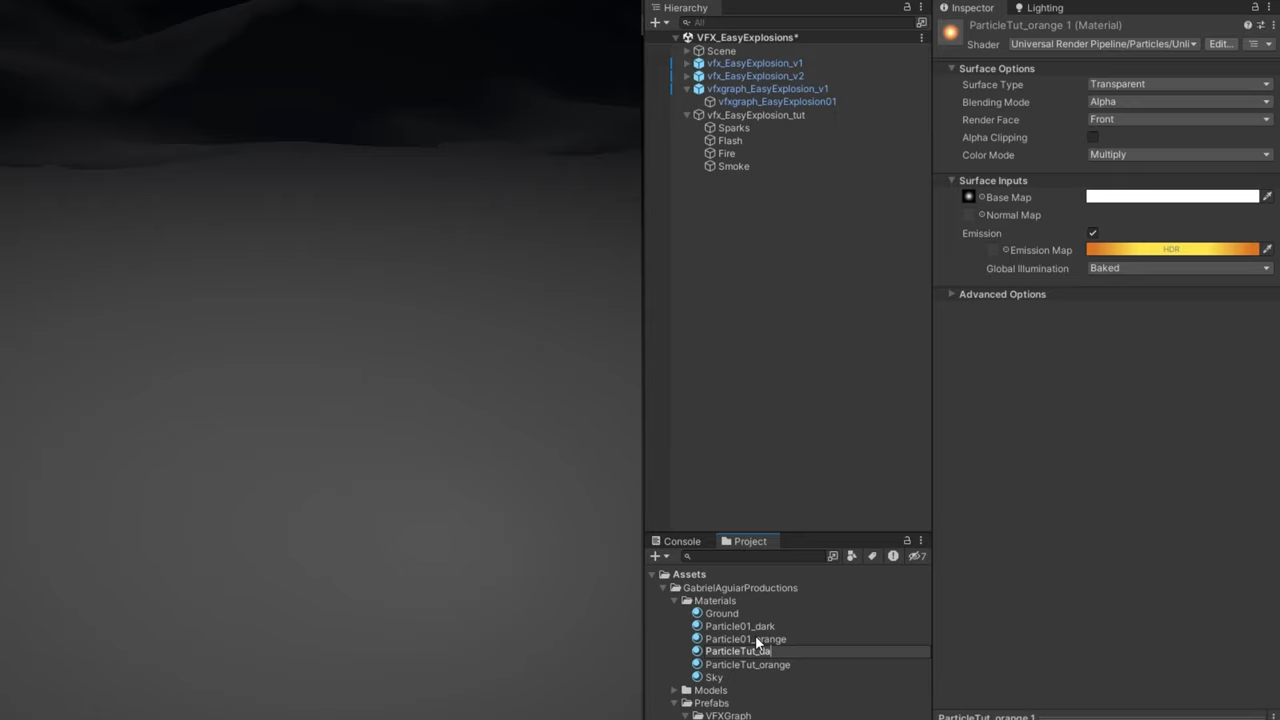 Hierarchy
All
VFX_EasyExplosions*
Scene
vfx_EasyExplosion_v1
vfx_EasyExplosion_v2
vfxgraph_EasyExplosion_v1
vfxgraph_EasyExplosion01
vfx_EasyExplosion_tut
Sparks
Flash
Fire
Smoke
Console
Project
7
Assets
GabrielAguiarProductions
Materials
Ground
Particle01_dark
Particle01_orange
ParticleTut_da
ParticleTut_orange
Sky
Models
Prefabs
VFXGraph
Inspector
Lighting
ParticleTut_orange 1 (Material)
Shader Universal Render Pipeline/Particles/Unli Edit...
Surface Options
Surface Type Transparent
Blending Mode Alpha
Render Face Front
Alpha Clipping
Color Mode Multiply
Surface Inputs
Base Map
Normal Map
Emission
Emission Map HDR
Global Illumination Baked
Advanced Options
ParticleTut_orange 1